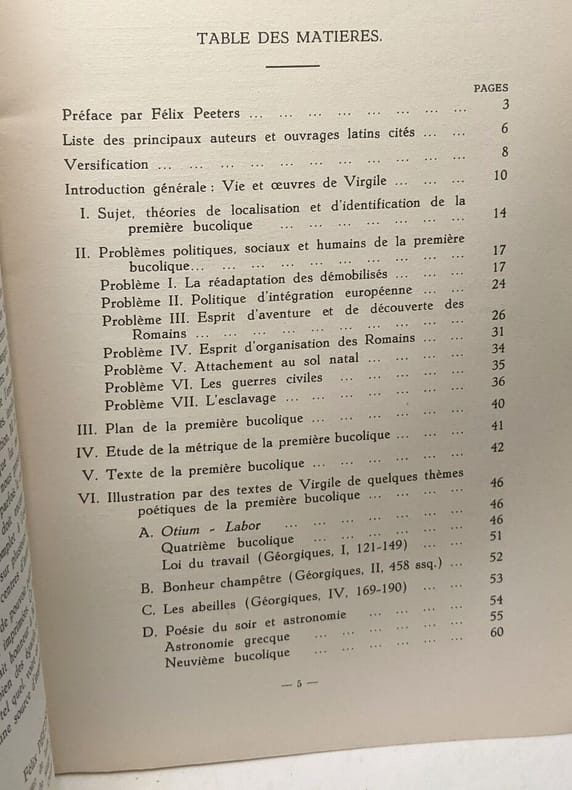 TABLE DES MATIERES.
PAGES
Préface par Félix Peeters ... ... ... ... ... ... ... ... 3
Liste des principaux auteurs et ouvrages latins cités ... ... 6
Versification ... ... ... ... ... ... ... ... ... ... ... 8
Introduction générale : Vie et œuvres de Virgile ... ... ... 10
I. Sujet, théories de localisation et d'identification de la
première bucolique ... ... ... ... ... ... ... 14
II. Problèmes politiques, sociaux et humains de la première
bucolique... ... ... ... ... ... ... ... ... ... 17
Problème I. La réadaptation des démobilisés ... ... ... 17
Problème II. Politique d'intégration européenne ... ... 24
Problème III. Esprit d'aventure et de découverte des
Romains ... ... ... ... ... ... ... ... ... 26
Problème IV. Esprit d'organisation des Romains ... ... 31
Problème V. Attachement au sol natal ... ... ... ... 34
Problème VI. Les guerres civiles ... ... ... ... ... 35
Problème VII. L'esclavage ... ... ... ... ... ... 36
III. Plan de la première bucolique ... ... ... ... ... ... 40
IV. Etude de la métrique de la première bucolique ... ... ... 41
V. Texte de la première bucolique ... ... ... ... ... ... 42
VI. Illustration par des textes de Virgile de quelques thèmes
poétiques de la première bucolique ... ... ... ... 46
A. Otium - Labor ... ... ... ... ... ... ... 46
Quatrième bucolique ... ... ... ... ... ... 46
Loi du travail (Géorgiques, I, 121-149) ... ... 51
B. Bonheur champêtre (Géorgiques, II, 458 ssq.) ... 52
C. Les abeilles (Géorgiques, IV, 169-190) ... ... 53
D. Poésie du soir et astronomie ... ... ... ... 54
Astronomie grecque ... ... ... ... ... ... 55
Neuvième bucolique ... ... ... ... ... ... 60
— 5 —